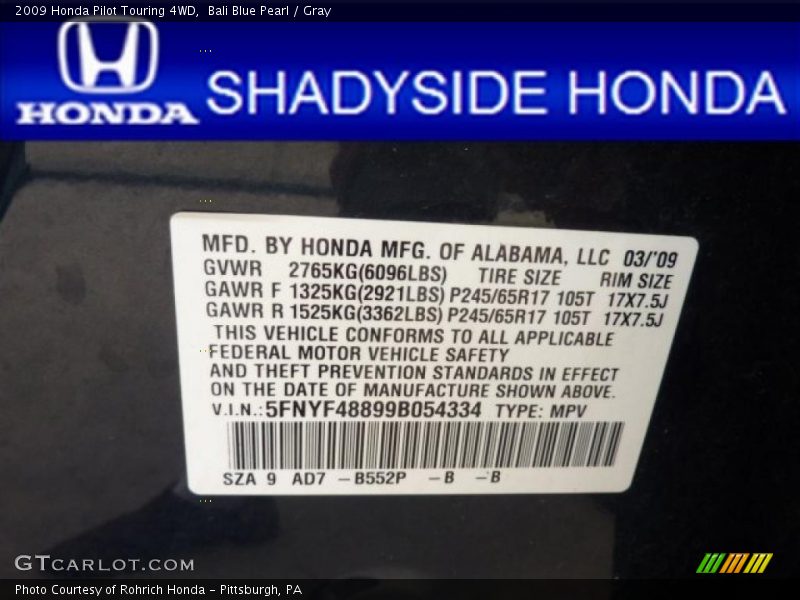 2009 Honda Pilot Touring 4WD, Bali Blue Pearl / Gray
HONDA
SHADYSIDE HONDA
MFD. BY HONDA MFG. OF ALABAMA, LLC 03/'09
GVWR 2765KG(6096LBS) TIRE SIZE RIM SIZE
GAWR F 1325KG(2921LBS) P245/65R17 105T 17X7.5J
GAWR R 1525KG(3362LBS) P245/65R17 105T 17X7.5J
THIS VEHICLE CONFORMS TO ALL APPLICABLE
FEDERAL MOTOR VEHICLE SAFETY
AND THEFT PREVENTION STANDARDS IN EFFECT
ON THE DATE OF MANUFACTURE SHOWN ABOVE.
V.I.N.:5FNYF48899B054334 TYPE: MPV
SZA 9 AD7 -B552P -B -B
GTCARLOT.COM
Photo Courtesy of Rohrich Honda - Pittsburgh, PA